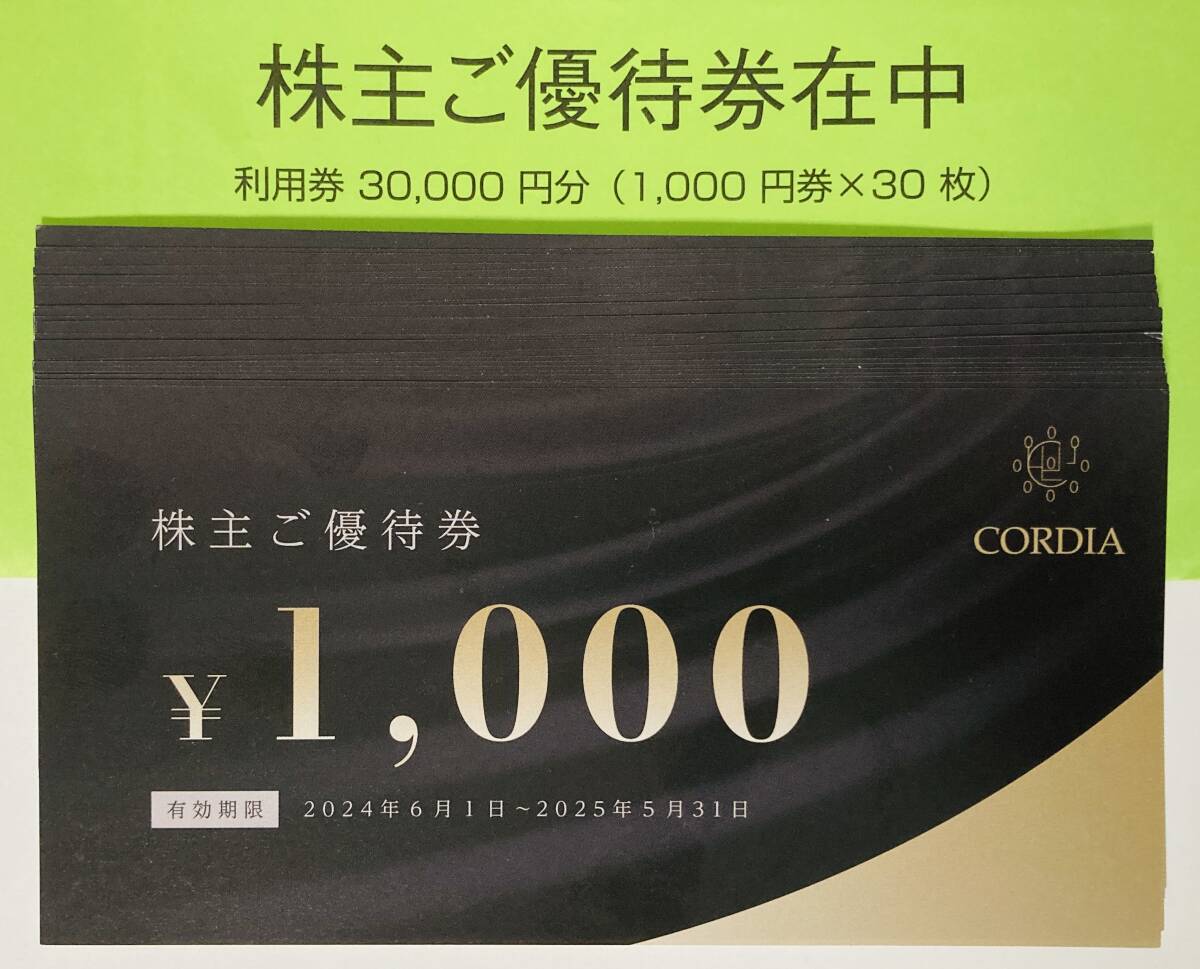 株主ご優待券在中
利用券 30,000 円分（1,000 円券×30 枚）
株主ご優待券
CORDIA
¥1,000
有効期限 2024年6月1日~2025年5月31日